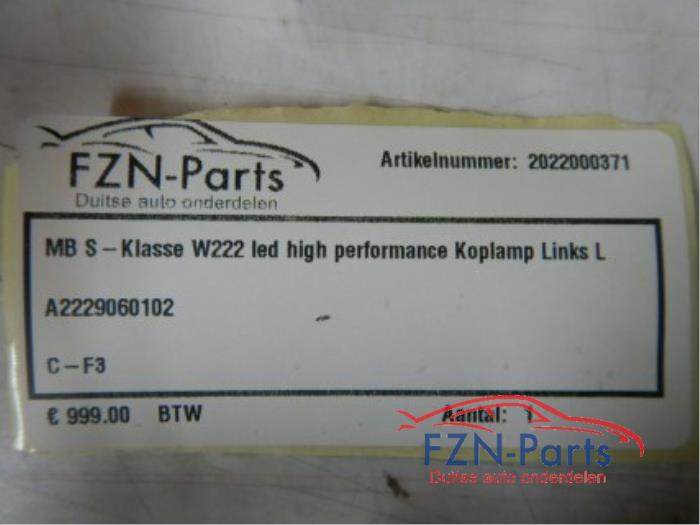 FZN-Parts
Duitse auto onderdelen
Artikelnummer: 2022000371
MB S-Klasse W222 led high performance Koplamp Links L
A2229060102
C-F3
€ 999.00 BTW
Aantal: 1
FZN-Parts
Duitse auto onderdelen